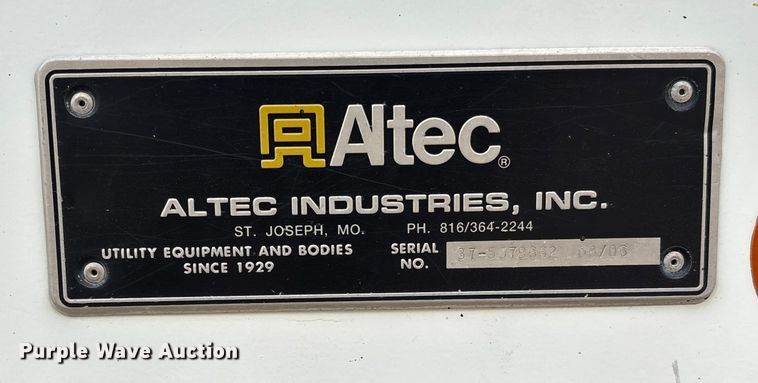 Altec®
ALTEC INDUSTRIES, INC.
ST. JOSEPH, MO. PH. 816/364-2244
UTILITY EQUIPMENT AND BODIES
SINCE 1929
SERIAL
NO.
Purple Wave Auction